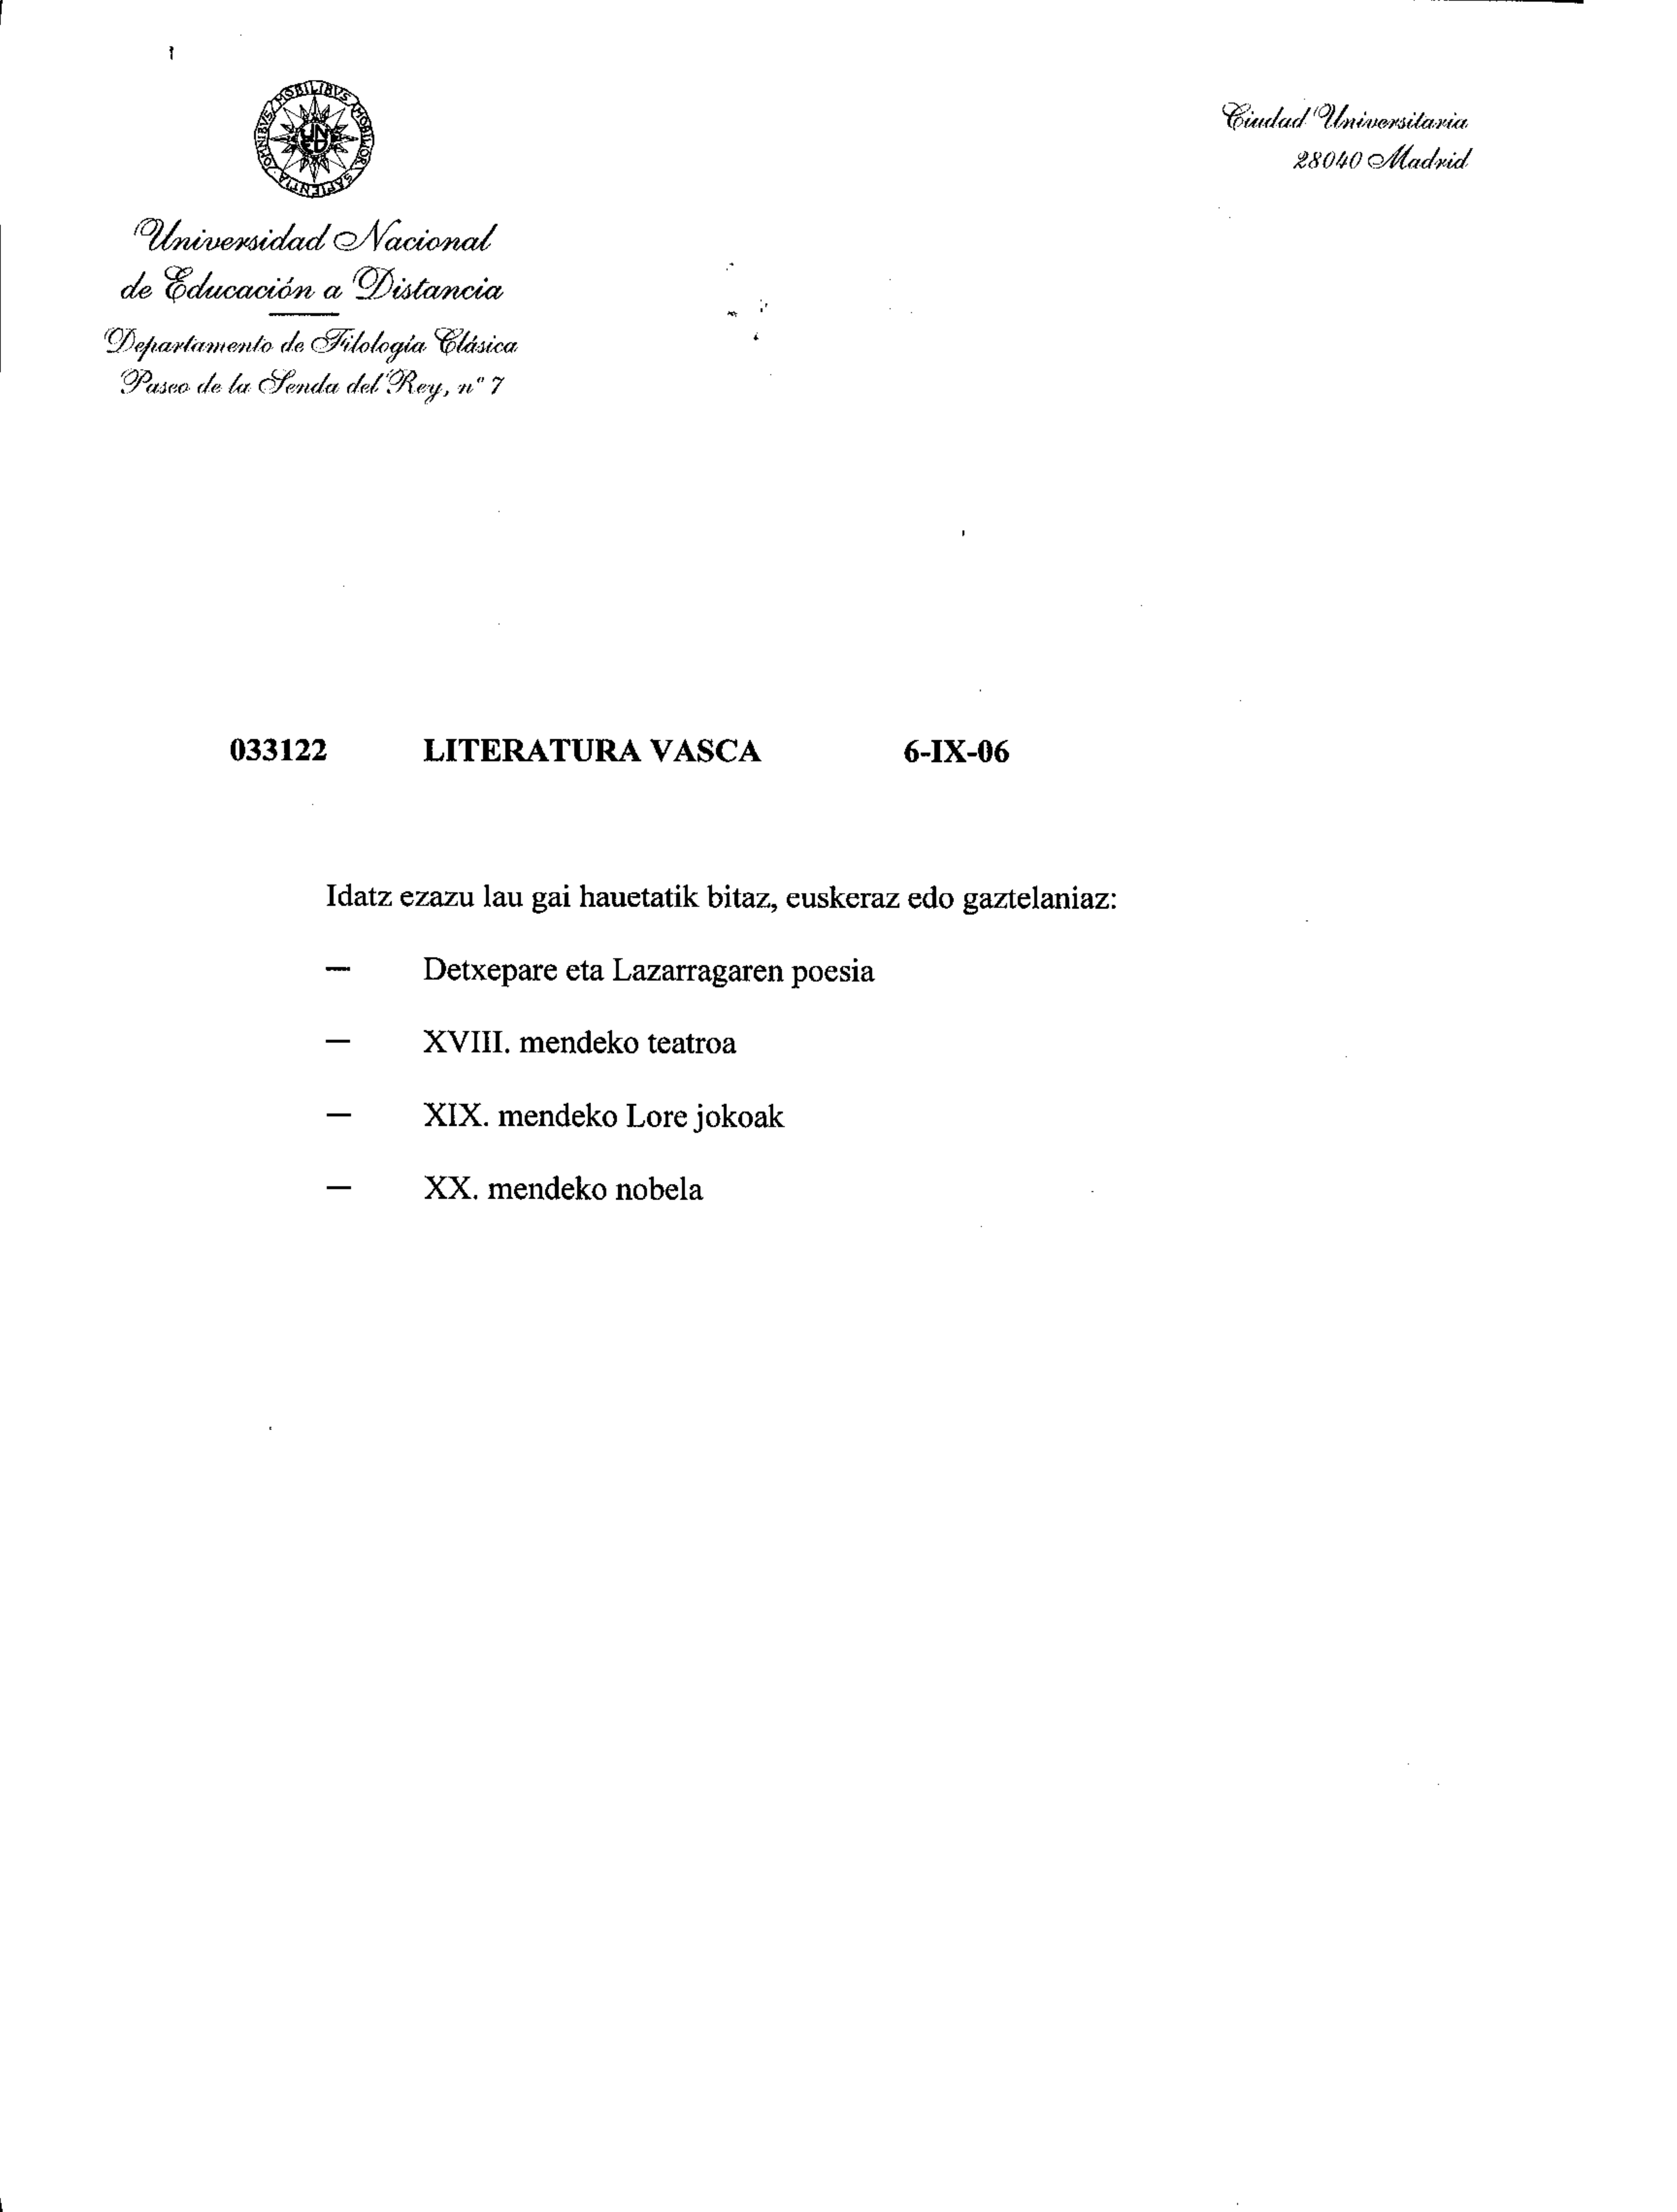 OMNIBVS MOBILIBVS MOBILIOR SAPIENTIA
UNED
Universidad Nacional
de Educación a Distancia
Departamento de Filología Clásica
Paseo de la Senda del Rey, nº 7
Ciudad Universitaria
28040 Madrid
033122 LITERATURA VASCA 6-IX-06
Idatz ezazu lau gai hauetatik bitaz, euskeraz edo gaztelaniaz:
— Detxepare eta Lazarragaren poesia
— XVIII. mendeko teatroa
— XIX. mendeko Lore jokoak
— XX. mendeko nobela